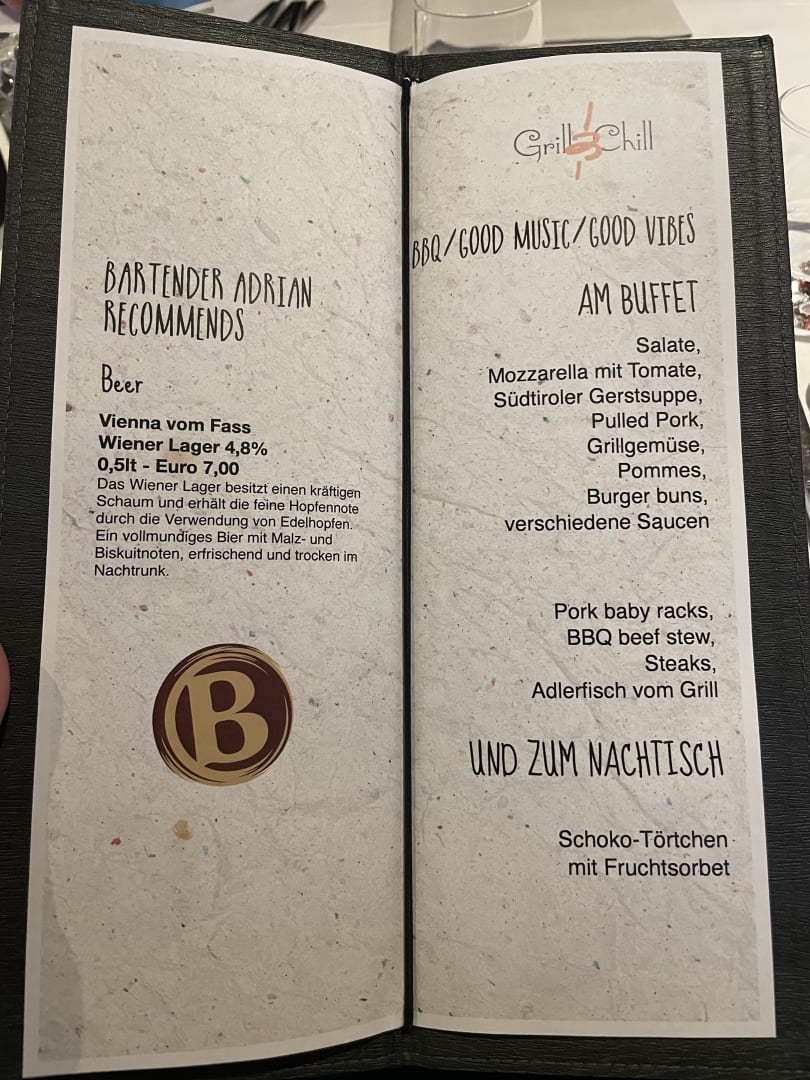 BARTENDER ADRIAN
RECOMMENDS
Beer
Vienna vom Fass
Wiener Lager 4,8%
0,5lt - Euro 7,00
Das Wiener Lager besitzt einen kräftigen
Schaum und erhält die feine Hopfennote
durch die Verwendung von Edelhopfen.
Ein vollmundiges Bier mit Malz- und
Biskuitnoten, erfrischend und trocken im
Nachtrunk.
B
Grill Chill
BBQ/GOOD MUSIC/GOOD VIBES
AM BUFFET
Salate,
Mozzarella mit Tomate,
Südtiroler Gerstsuppe,
Pulled Pork,
Grillgemüse,
Pommes,
Burger buns,
verschiedene Saucen
Pork baby racks,
BBQ beef stew,
Steaks,
Adlerfisch vom Grill
UND ZUM NACHTISCH
Schoko-Törtchen
mit Fruchtsorbet